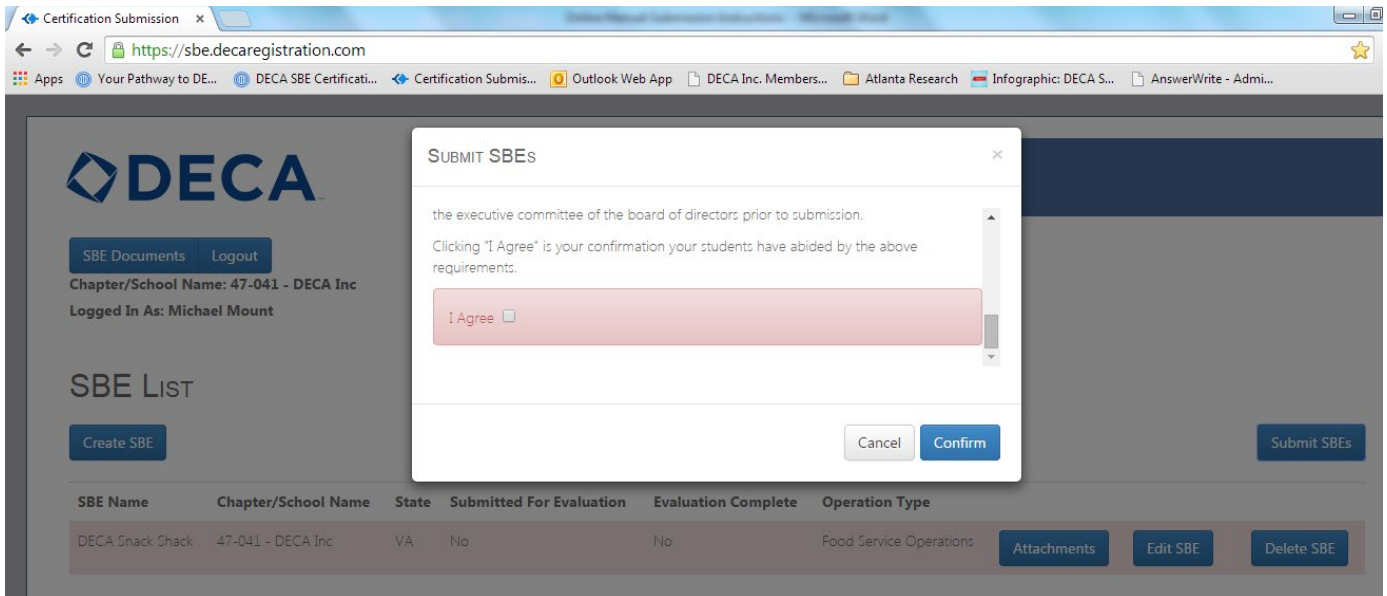 Certification Submission ×
https://sbe.decaregistration.com
Apps Your Pathway to DE... DECA SBE Certificati... Certification Submis... Outlook Web App DECA Inc. Members... Atlanta Research Infographic: DECA S... AnswerWrite - Admi...
DECA
SUBMIT SBES ×
the executive committee of the board of directors prior to submission.
Clicking "I Agree" is your confirmation your students have abided by the above
requirements.
I Agree
Cancel Confirm
SBE Documents Logout
Chapter/School Name: 47-041 - DECA Inc
Logged In As: Michael Mount
SBE LIST
Create SBE Submit SBEs
SBE Name Chapter/School Name State Submitted For Evaluation Evaluation Complete Operation Type
DECA Snack Shack 47-041 - DECA Inc VA No No Food Service Operations Attachments Edit SBE Delete SBE